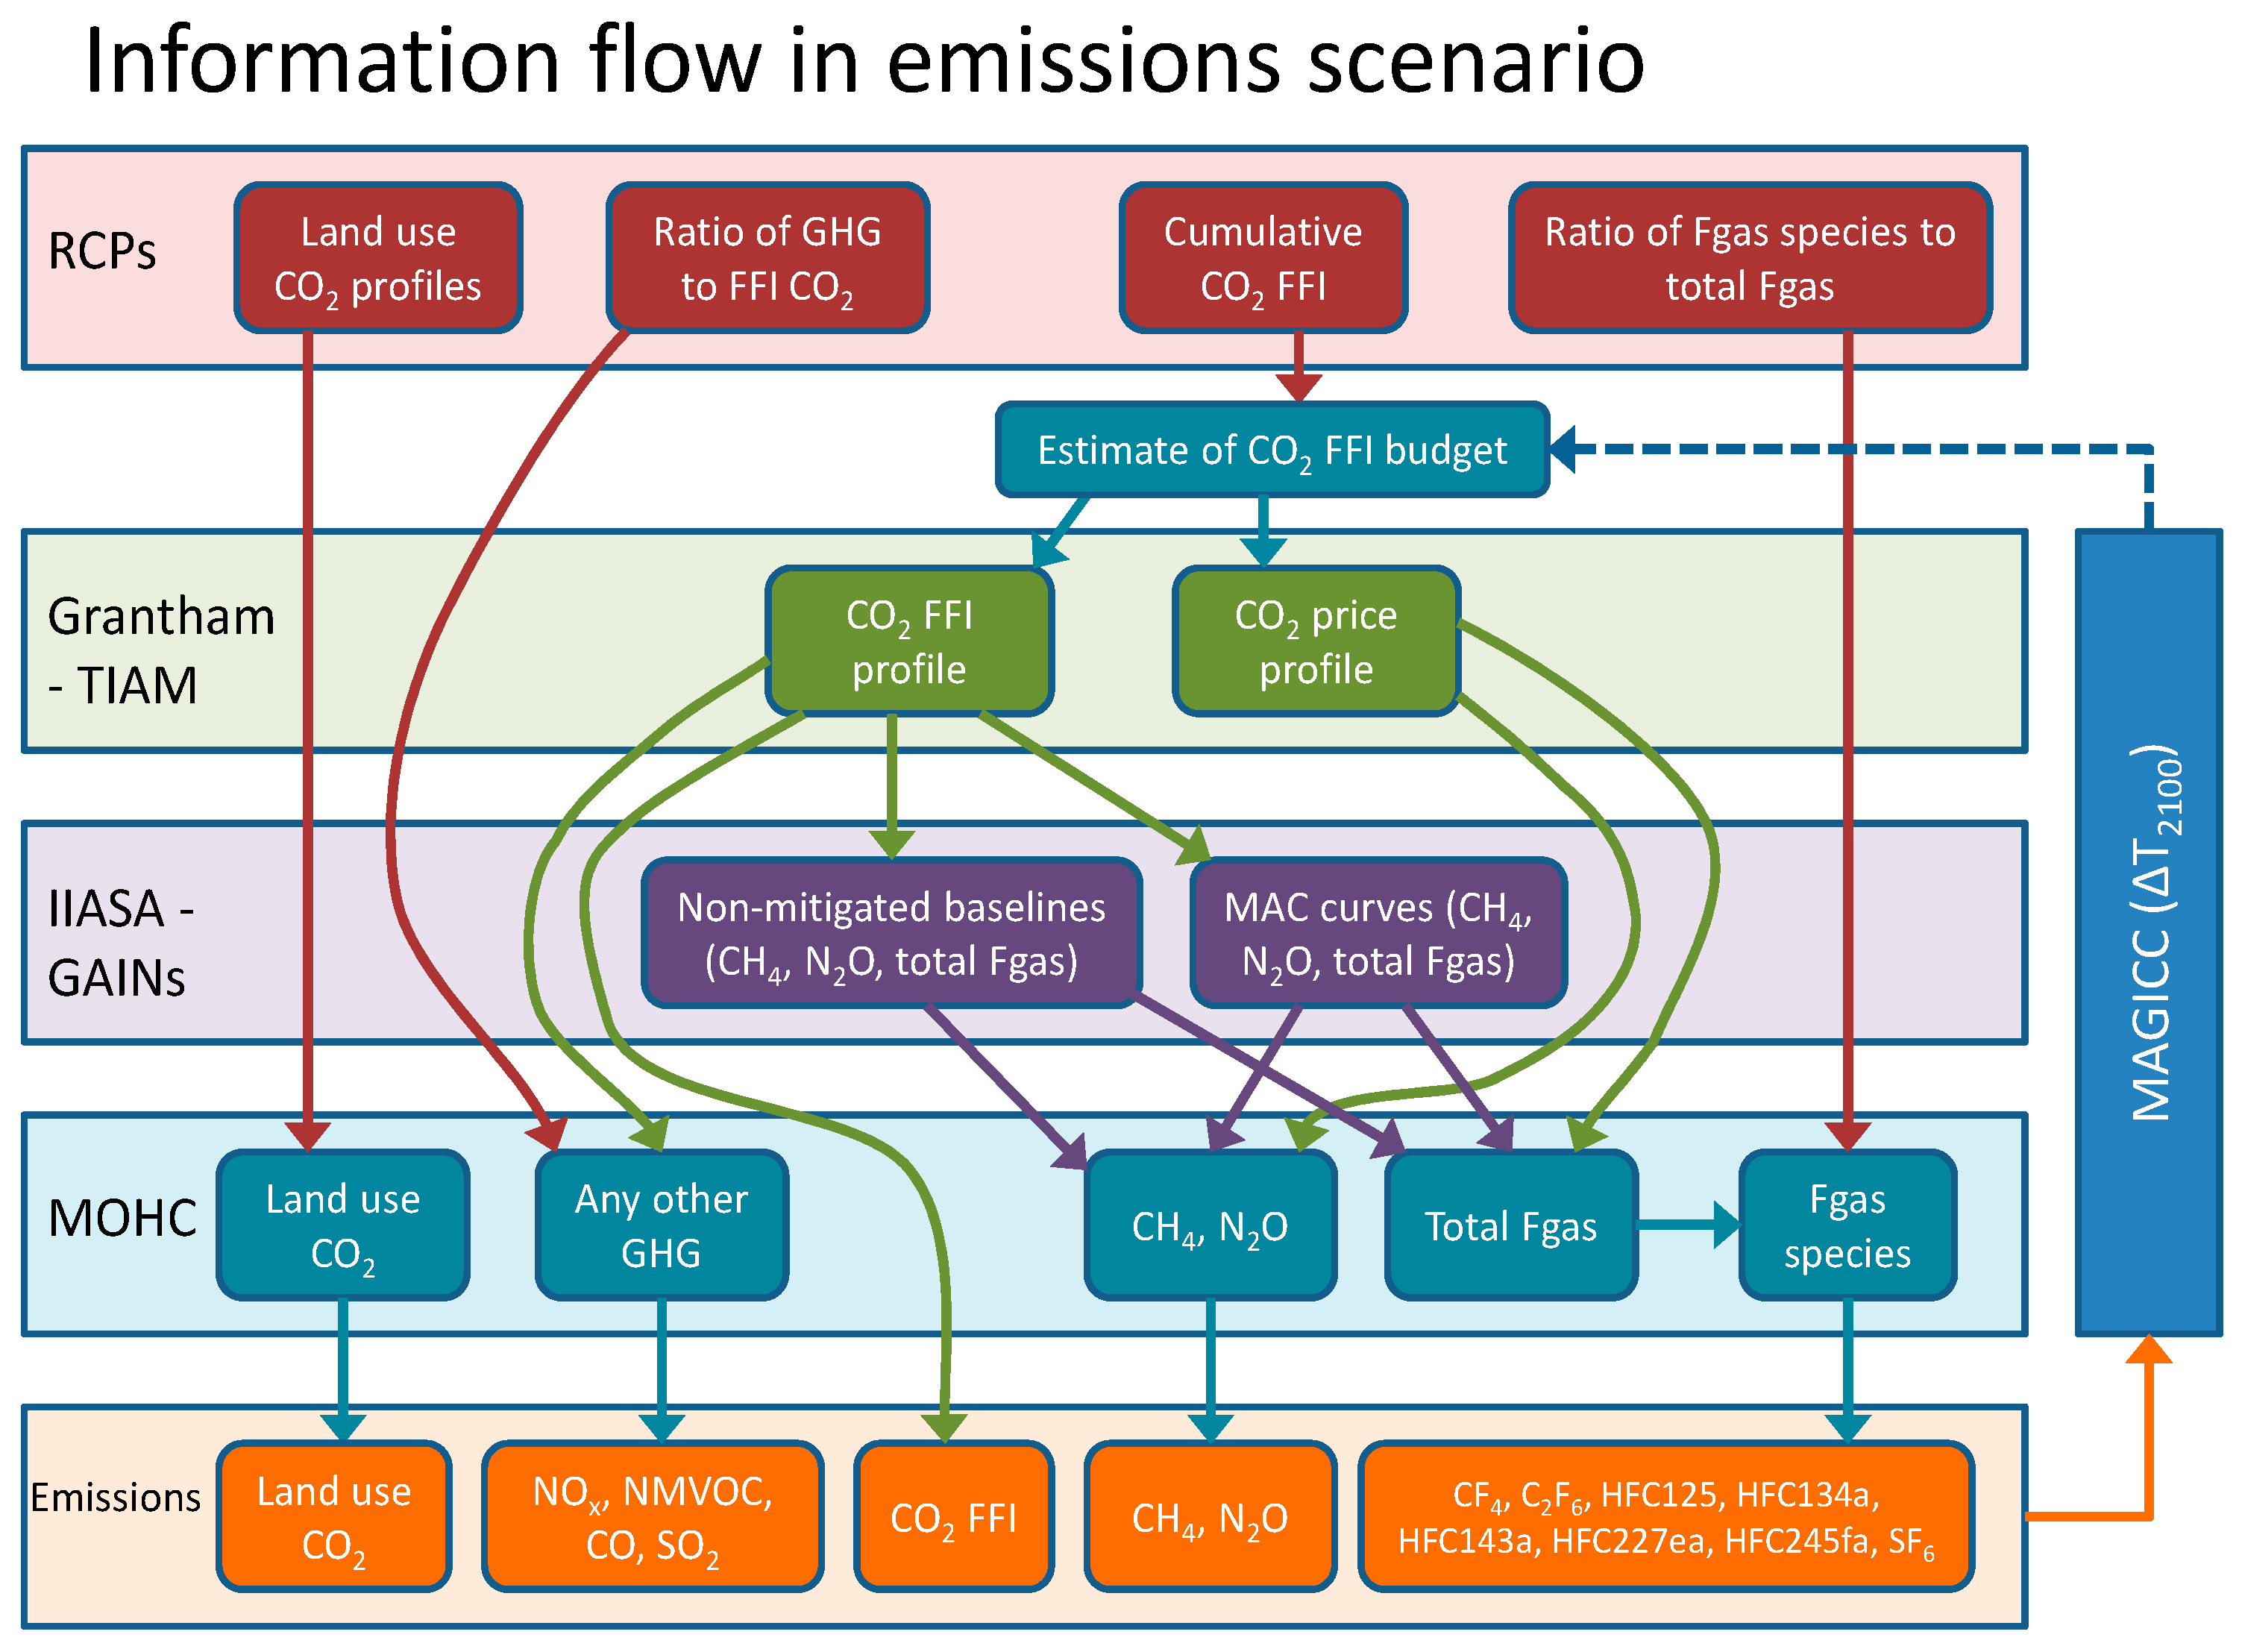 Information flow in emissions scenario
RCPs
Land use
CO₂ profiles
Ratio of GHG
to FFI CO₂
Cumulative
CO₂ FFI
Ratio of Fgas species to
total Fgas
Estimate of CO₂ FFI budget
Grantham
- TIAM
CO₂ FFI
profile
CO₂ price
profile
IIASA -
GAINs
Non-mitigated baselines
(CH₄, N₂O, total Fgas)
MAC curves (CH₄,
N₂O, total Fgas)
MAGICC (ΔT₂₁₀₀)
MOHC
Land use
CO₂
Any other
GHG
CH₄, N₂O
Total Fgas
Fgas
species
Emissions
Land use
CO₂
NOₓ, NMVOC,
CO, SO₂
CO₂ FFI
CH₄, N₂O
CF₄, C₂F₆, HFC125, HFC134a,
HFC143a, HFC227ea, HFC245fa, SF₆